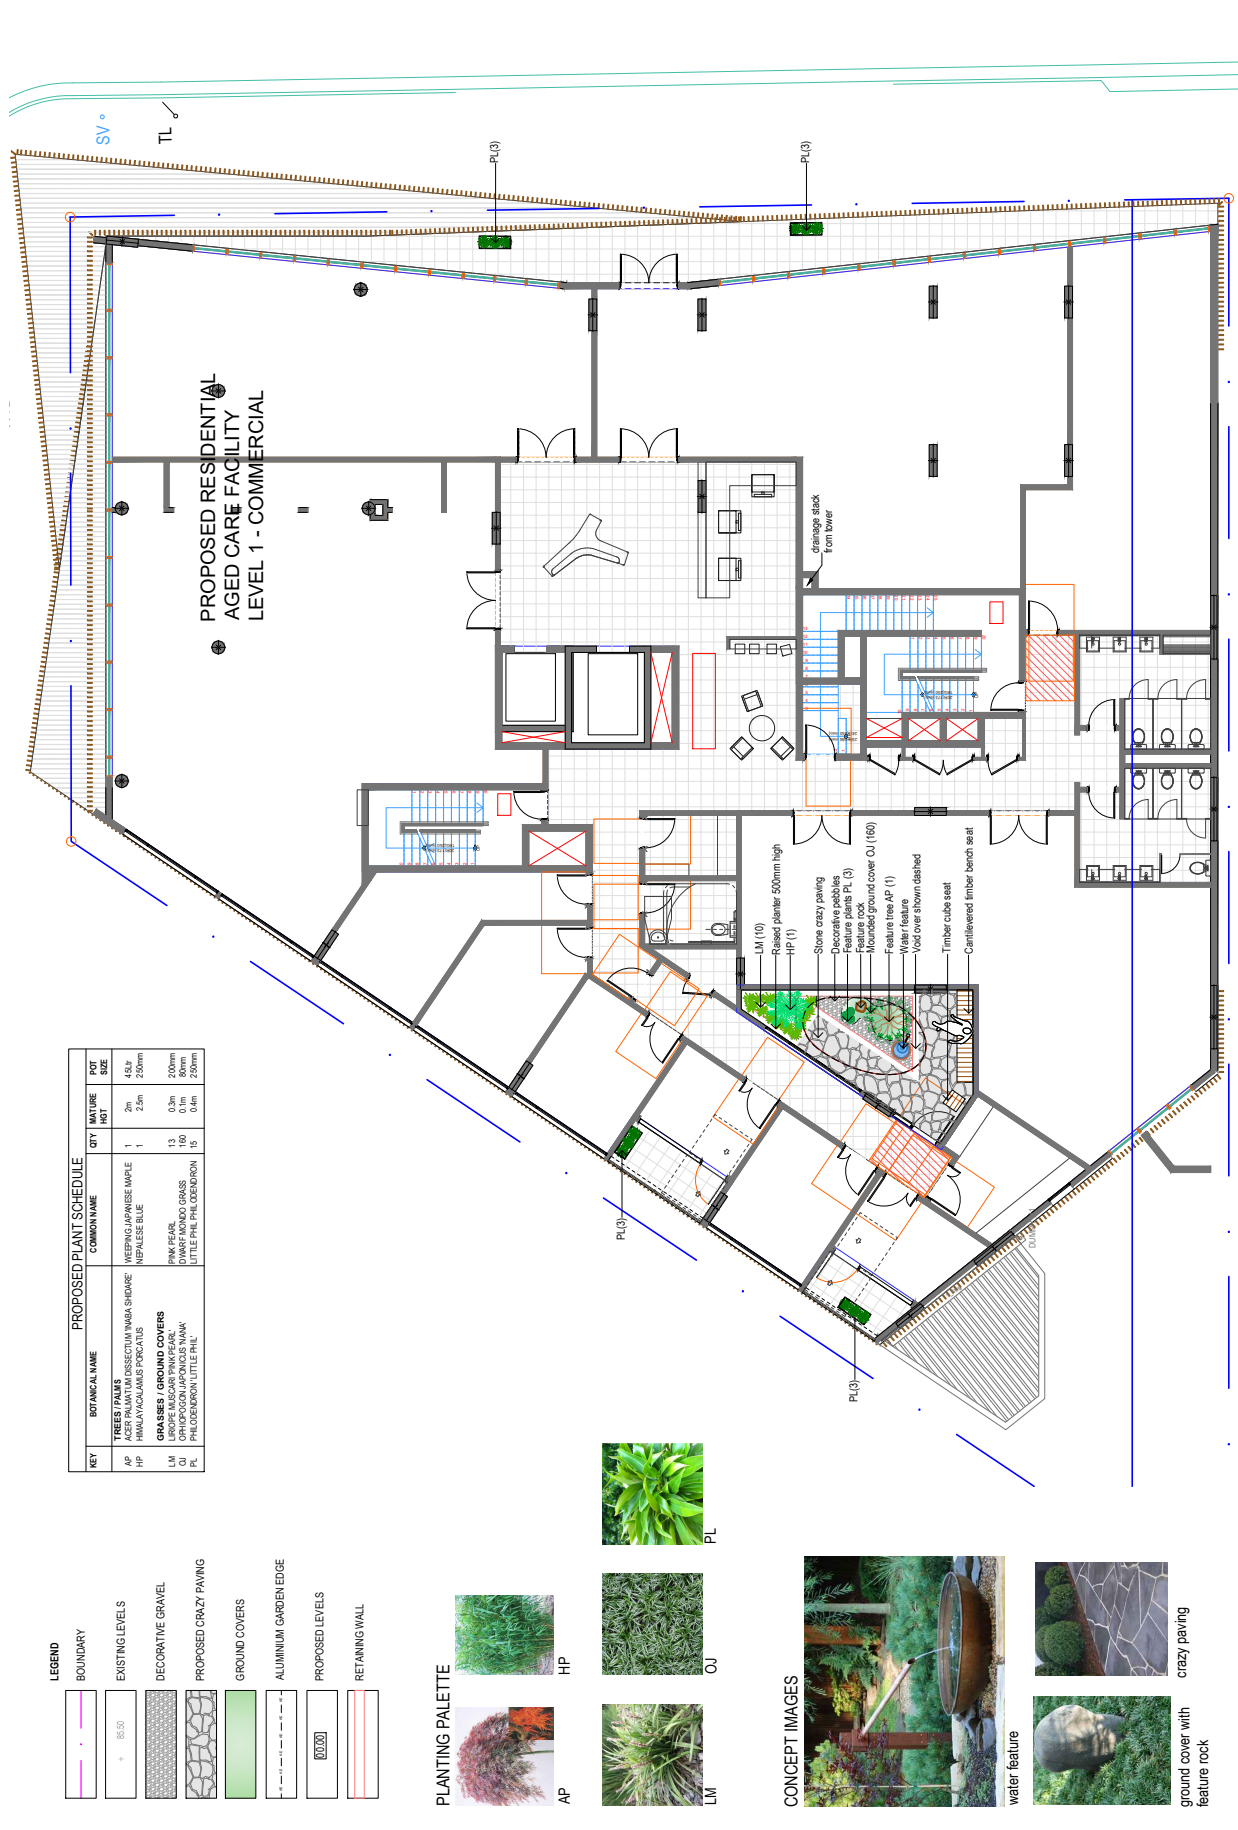 SV
TL
PL(3)
PL(3)
PROPOSED RESIDENTIAL
AGED CARE FACILITY
LEVEL 1 - COMMERCIAL
drainage stack
from tower
LM (10)
Raised planter 500mm high
HP (1)
Stone crazy paving
Decorative pebbles
Feature plants PL (3)
Feature rock
Mounded ground cover OJ (160)
Feature tree AP (1)
Water feature
Void over shown dashed
Timber cube seat
Cantilevered timber bench seat
PL(3)
PL(3)
PROPOSED PLANT SCHEDULE
KEY BOTANICAL NAME COMMON NAME QTY MATURE HGT POT SIZE
TREES / PALMS
AP ACER PALMATUM DISSECTUM 'INABA SHIDARE' WEEPING JAPANESE MAPLE 1 2m 45Ltr
HP HIMALAYACALAMUS PORCATUS NEPALESE BLUE 1 2.5m 250mm
GRASSES / GROUND COVERS
LM LIRIOPE MUSCARI 'PINK PEARL' PINK PEARL 13 0.3m 200mm
OJ OPHIOPOGON JAPONICUS 'NANA' DWARF MONDO GRASS 160 0.1m 80mm
PL PHILODENDRON 'LITTLE PHIL' LITTLE PHIL PHILODENDRON 15 0.4m 250mm
LEGEND
BOUNDARY
+ 85.50 EXISTING LEVELS
DECORATIVE GRAVEL
PROPOSED CRAZY PAVING
GROUND COVERS
ALUMINIUM GARDEN EDGE
00.00 PROPOSED LEVELS
RETAINING WALL
PLANTING PALETTE
AP
HP
LM
OJ
PL
CONCEPT IMAGES
water feature
ground cover with
feature rock
crazy paving